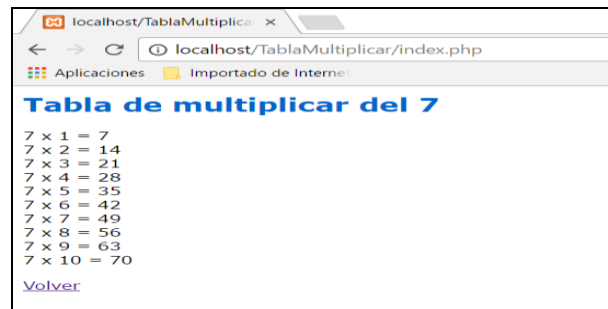 localhost/TablaMultiplica
localhost/TablaMultiplicar/index.php
Aplicaciones
Importado de Interne
Tabla de multiplicar del 7
7 x 1 = 7
7 x 2 = 14
7 x 3 = 21
7 x 4 = 28
7 x 5 = 35
7 x 6 = 42
7 x 7 = 49
7 x 8 = 56
7 x 9 = 63
7 x 10 = 70
Volver